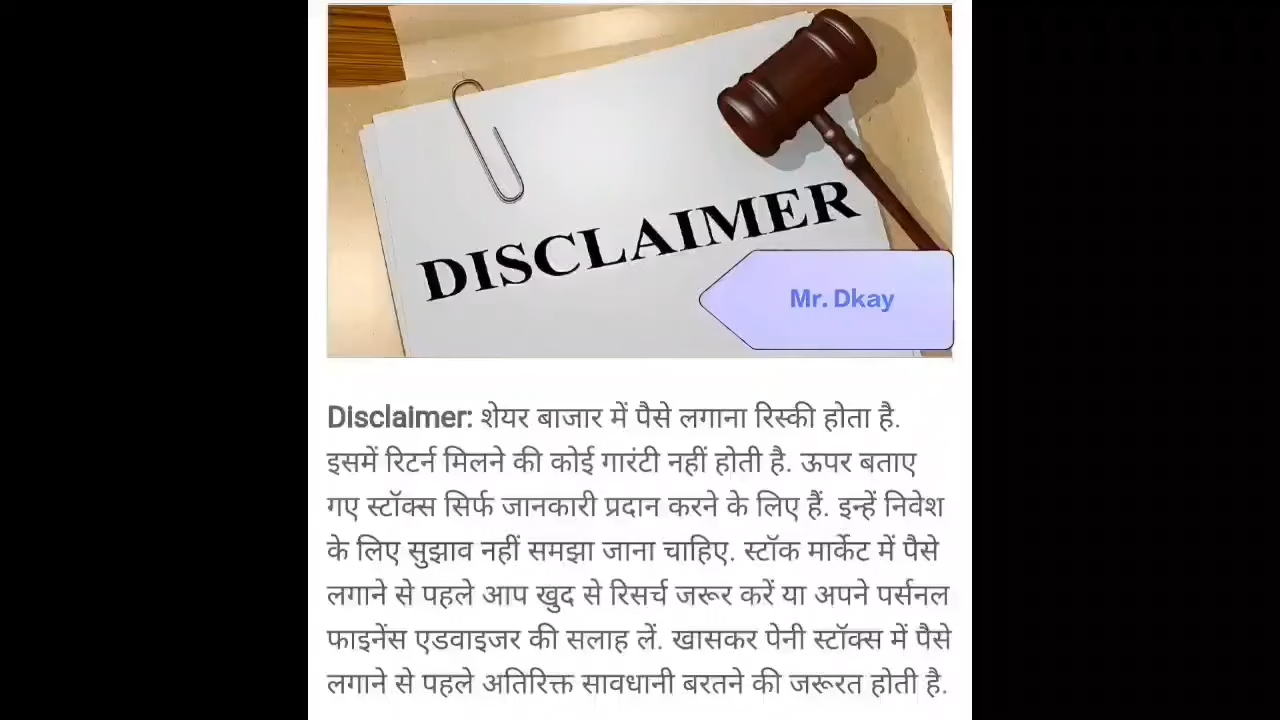 DISCLAIMER
Mr. Dkay
Disclaimer: शेयर बाजार में पैसे लगाना रिस्की होता है.
इसमें रिटर्न मिलने की कोई गारंटी नहीं होती है. ऊपर बताए
गए स्टॉक्स सिर्फ जानकारी प्रदान करने के लिए हैं. इन्हें निवेश
के लिए सुझाव नहीं समझा जाना चाहिए. स्टॉक मार्केट में पैसे
लगाने से पहले आप खुद से रिसर्च जरूर करें या अपने पर्सनल
फाइनेंस एडवाइजर की सलाह लें. खासकर पेनी स्टॉक्स में पैसे
लगाने से पहले अतिरिक्त सावधानी बरतने की जरूरत होती है.